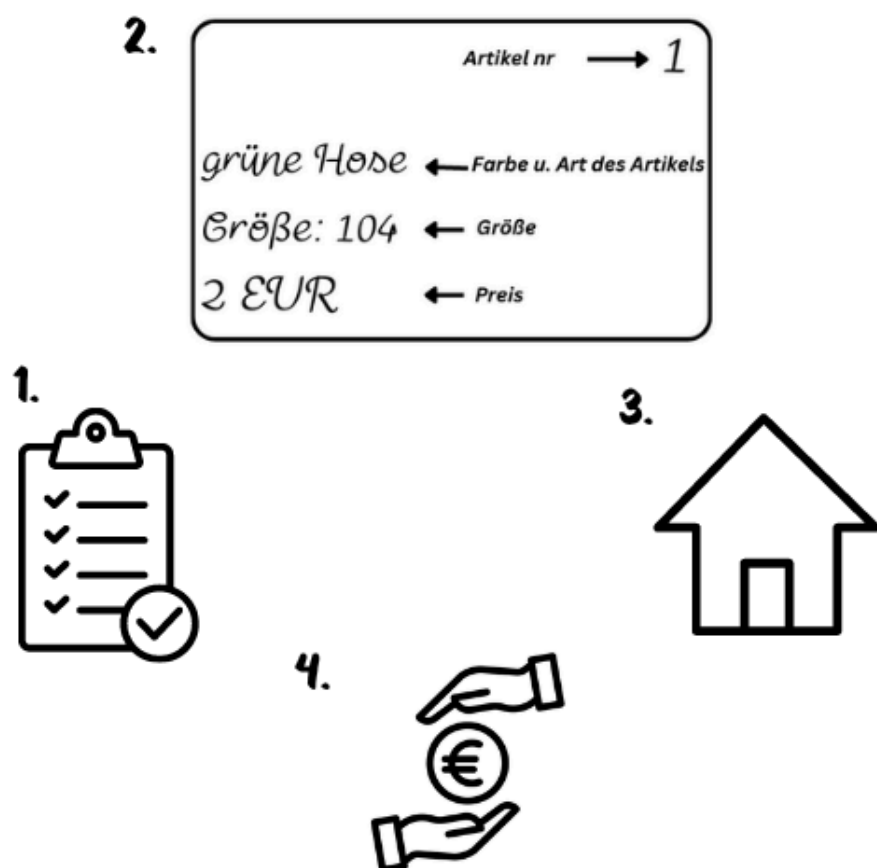 2.
Artikel nr 1
grüne Hose Farbe u. Art des Artikels
Größe: 104 Größe
2 EUR Preis
1.
3.
4.
€